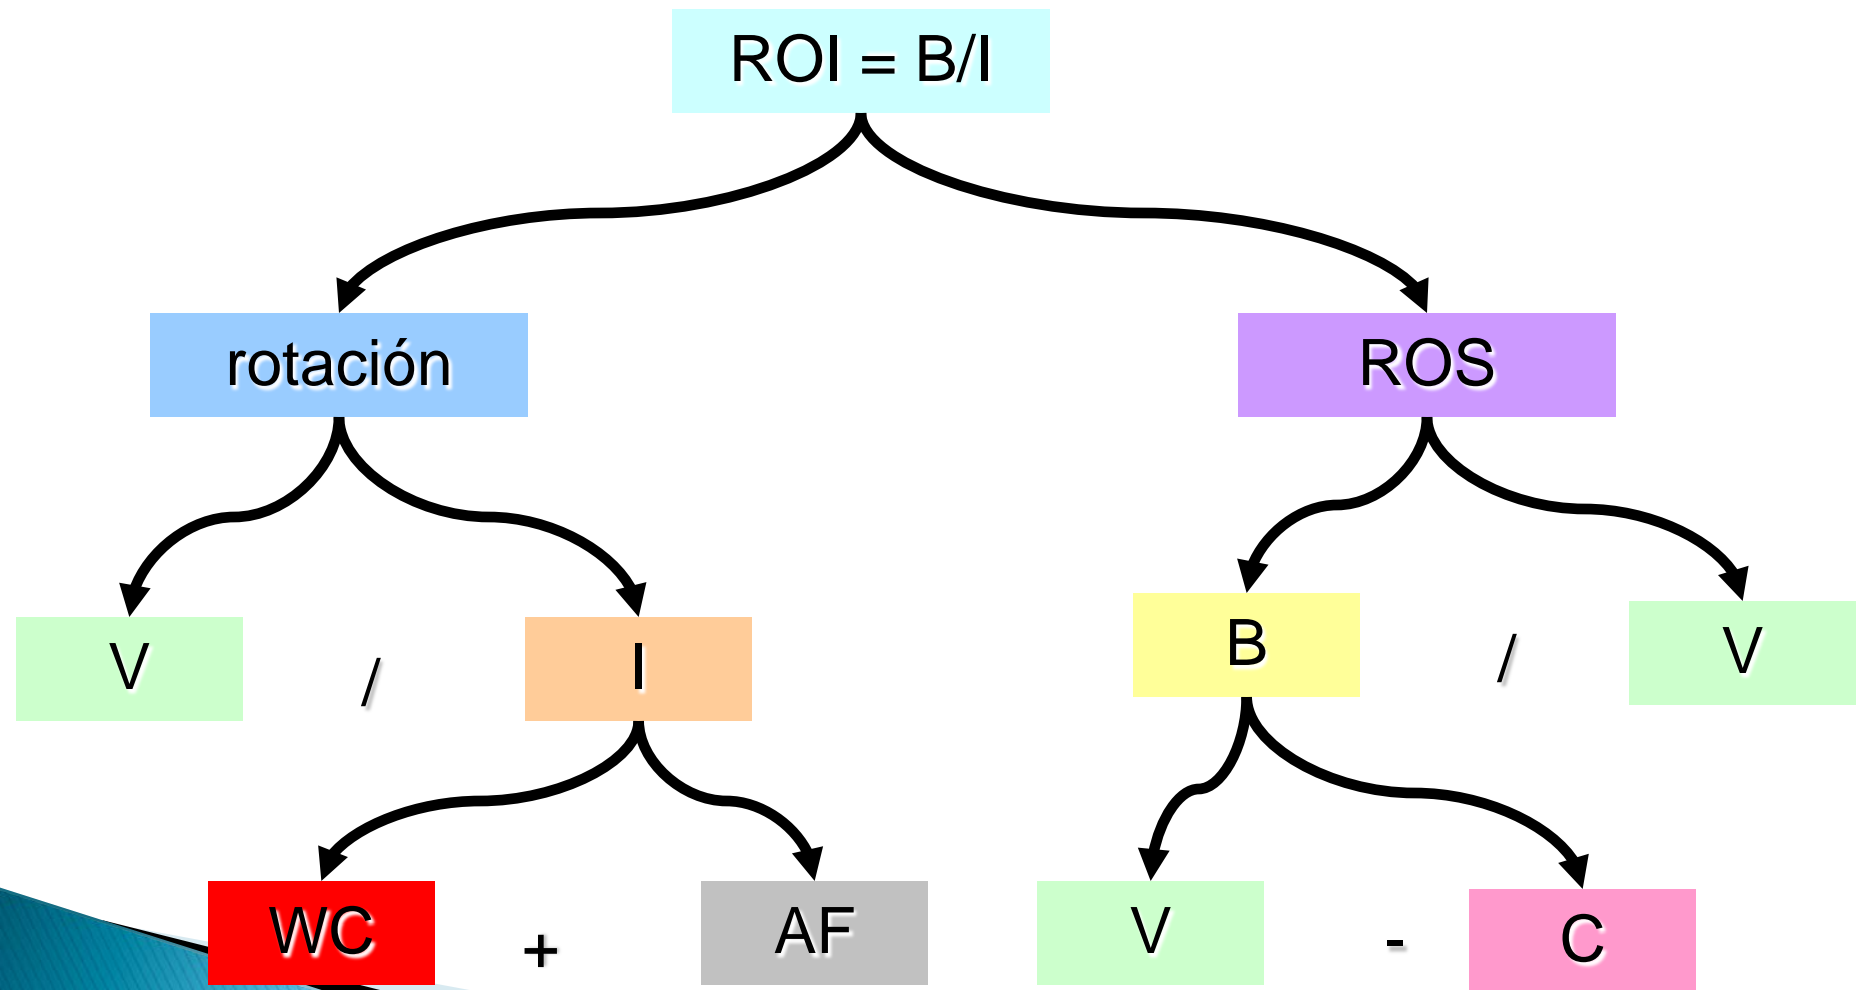 ROI = B/I
rotación
ROS
V
/
I
B
/
V
WC
+
AF
V
-
C